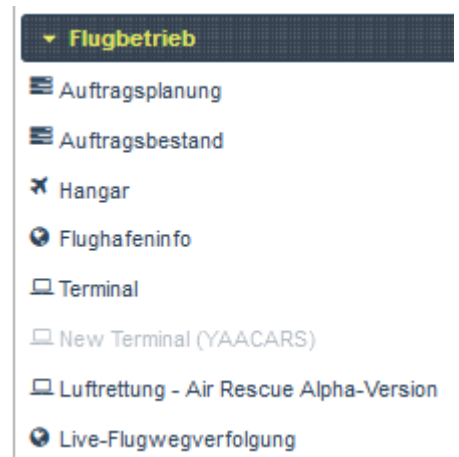 Flugbetrieb
Auftragsplanung
Auftragsbestand
Hangar
Flughafeninfo
Terminal
New Terminal (YAACARS)
Luftrettung - Air Rescue Alpha-Version
Live-Flugwegverfolgung